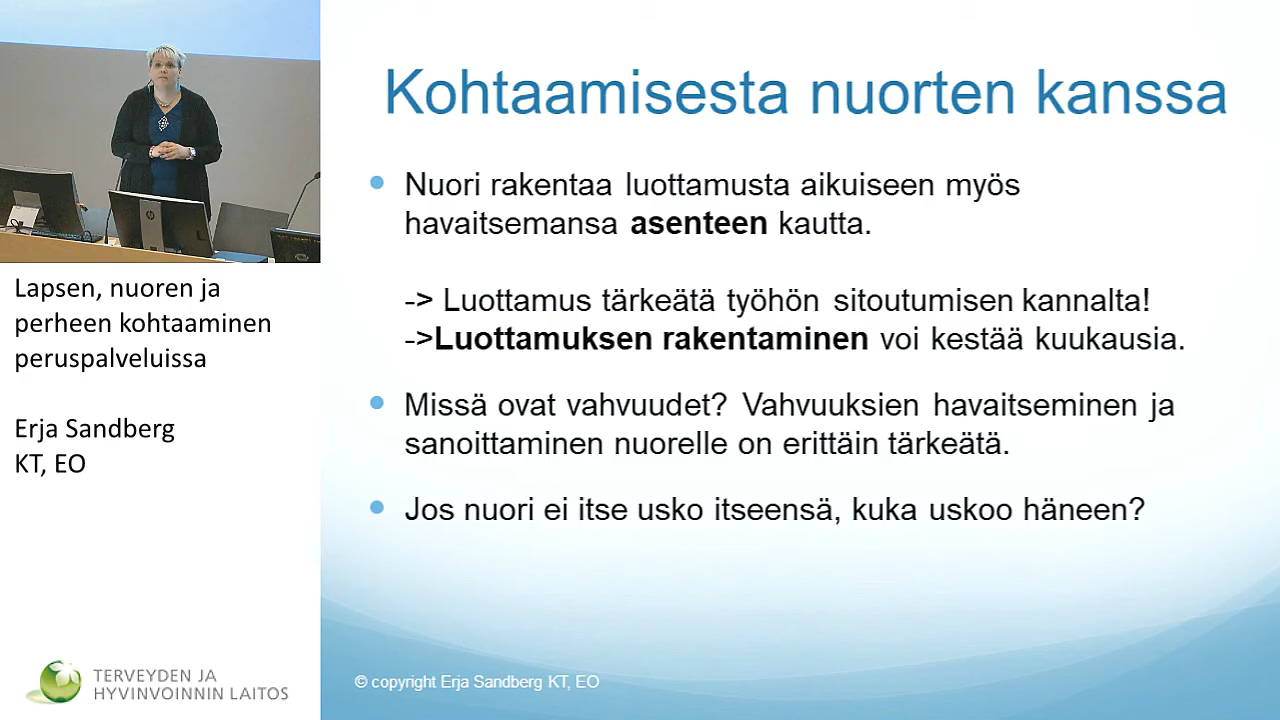 Kohtaamisesta nuorten kanssa
Nuori rakentaa luottamusta aikuiseen myös
havaitsemansa asenteen kautta.
-> Luottamus tärkeätä työhön sitoutumisen kannalta!
->Luottamuksen rakentaminen voi kestää kuukausia.
Missä ovat vahvuudet? Vahvuuksien havaitseminen ja
sanoittaminen nuorelle on erittäin tärkeätä.
Jos nuori ei itse usko itseensä, kuka uskoo häneen?
Lapsen, nuoren ja
perheen kohtaaminen
peruspalveluissa
Erja Sandberg
KT, EO
TERVEYDEN JA
HYVINVOINNIN LAITOS
© copyright Erja Sandberg KT, EO